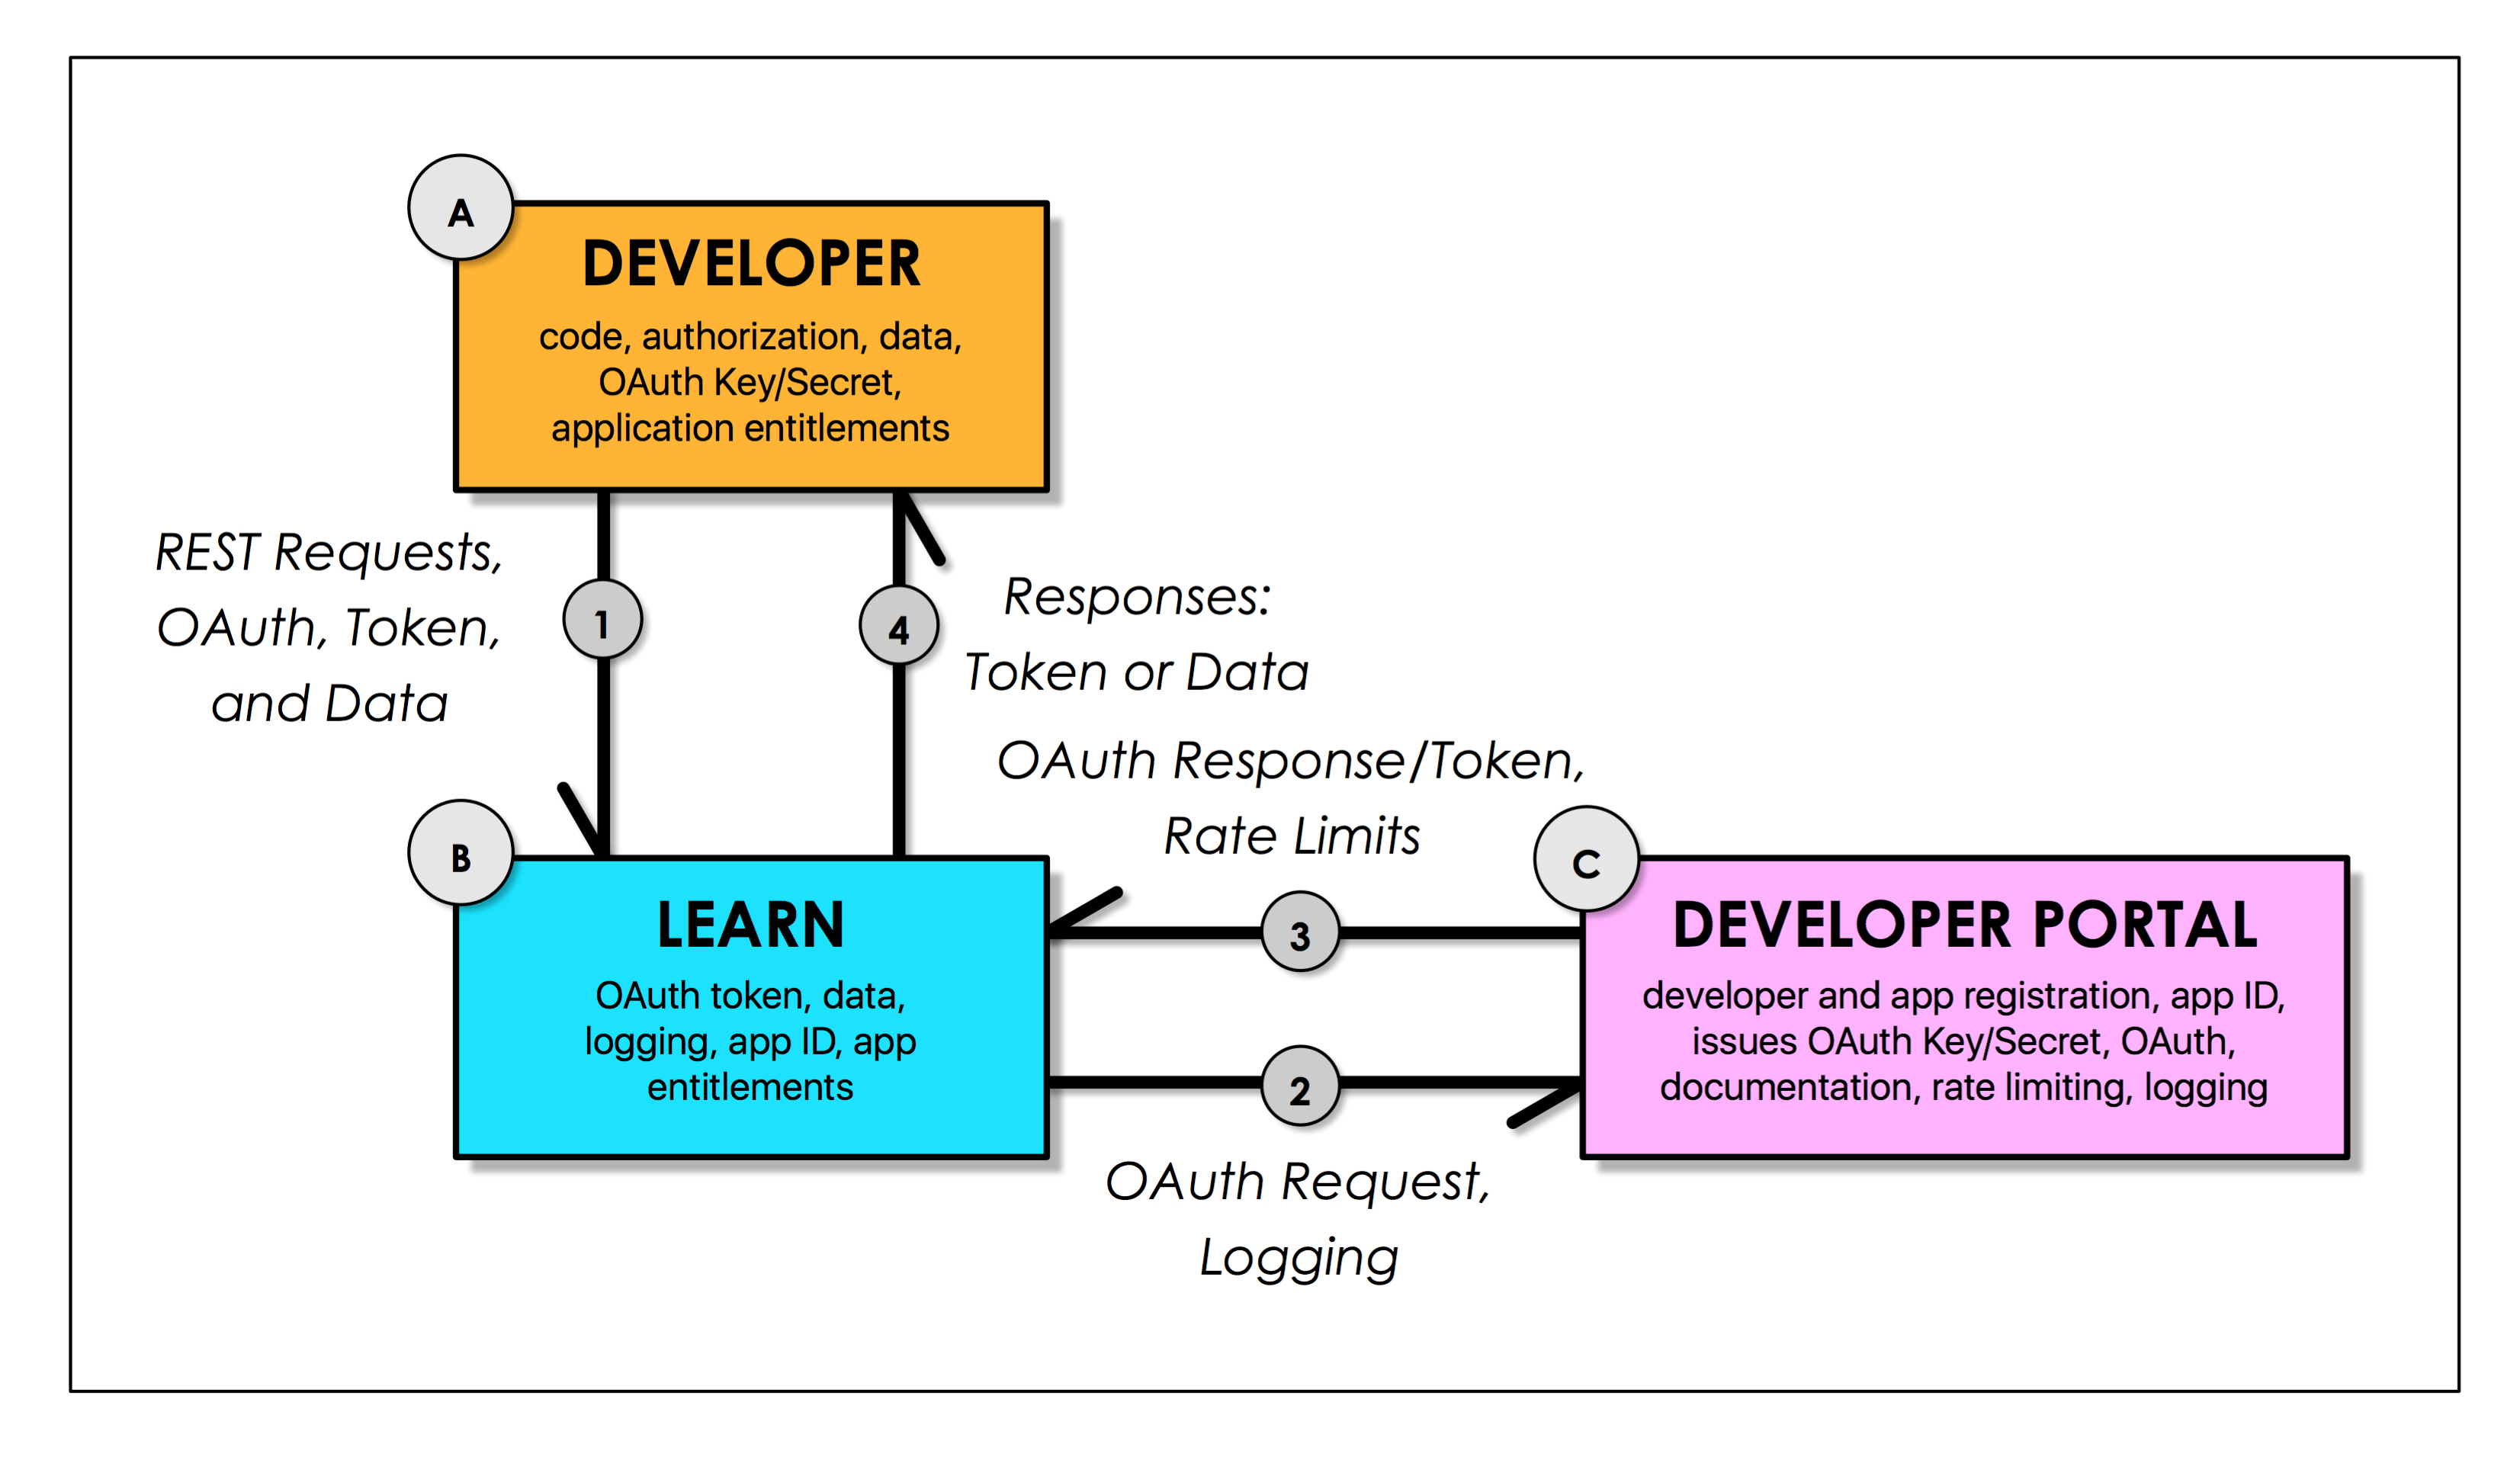 A
DEVELOPER
code, authorization, data,
OAuth Key/Secret,
application entitlements
REST Requests,
OAuth, Token,
and Data
1
4
Responses:
Token or Data
OAuth Response/Token,
Rate Limits
B
LEARN
OAuth token, data,
logging, app ID, app
entitlements
3
2
C
DEVELOPER PORTAL
developer and app registration, app ID,
issues OAuth Key/Secret, OAuth,
documentation, rate limiting, logging
OAuth Request,
Logging